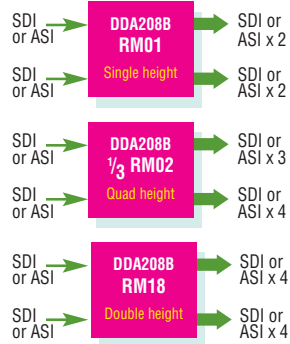 SDI
or ASI
SDI
or ASI
DDA208B
RM01
Single height
SDI or
ASI x 2
SDI or
ASI x 2
SDI
or ASI
SDI
or ASI
DDA208B
1/3 RM02
Quad height
SDI or
ASI x 3
SDI or
ASI x 4
SDI
or ASI
SDI
or ASI
DDA208B
RM18
Double height
SDI or
ASI x 4
SDI or
ASI x 4